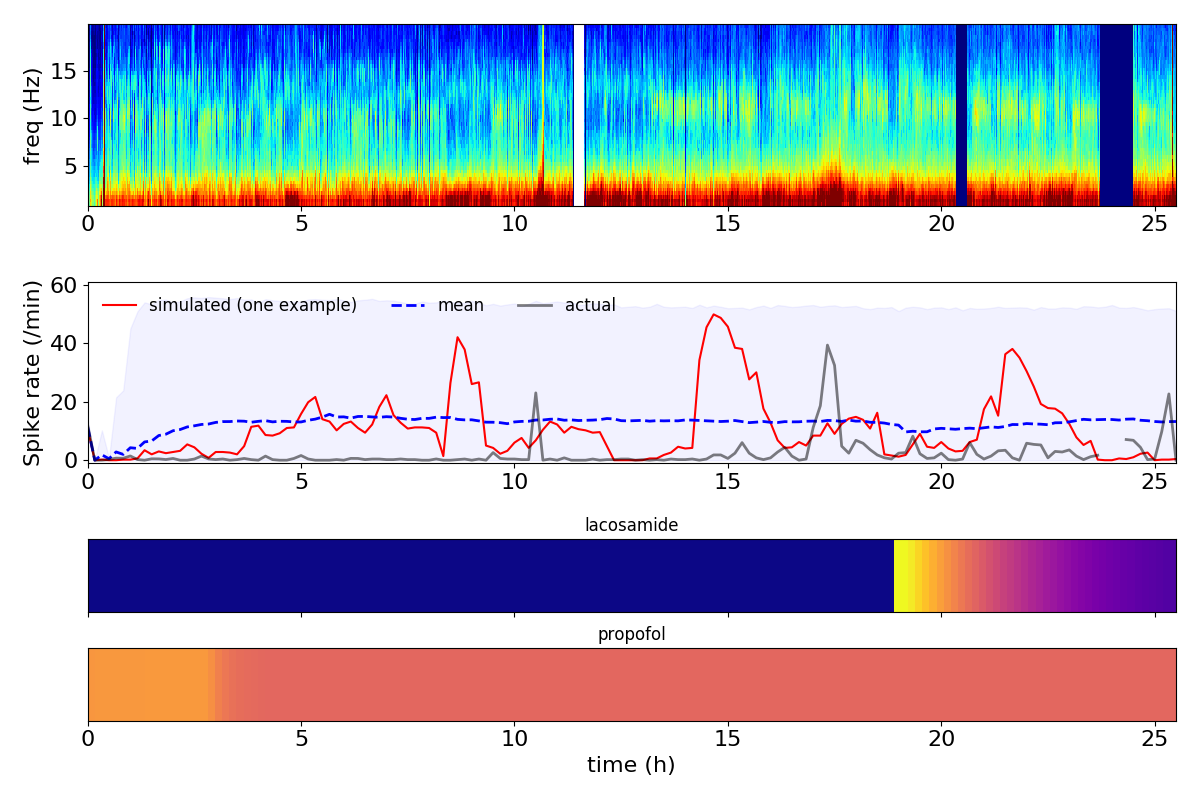 freq (Hz)
15
10
5
0 5 10 15 20 25
Spike rate (/min)
60
40
20
0
simulated (one example) mean actual
0 5 10 15 20 25
lacosamide
propofol
0 5 10 15 20 25
time (h)